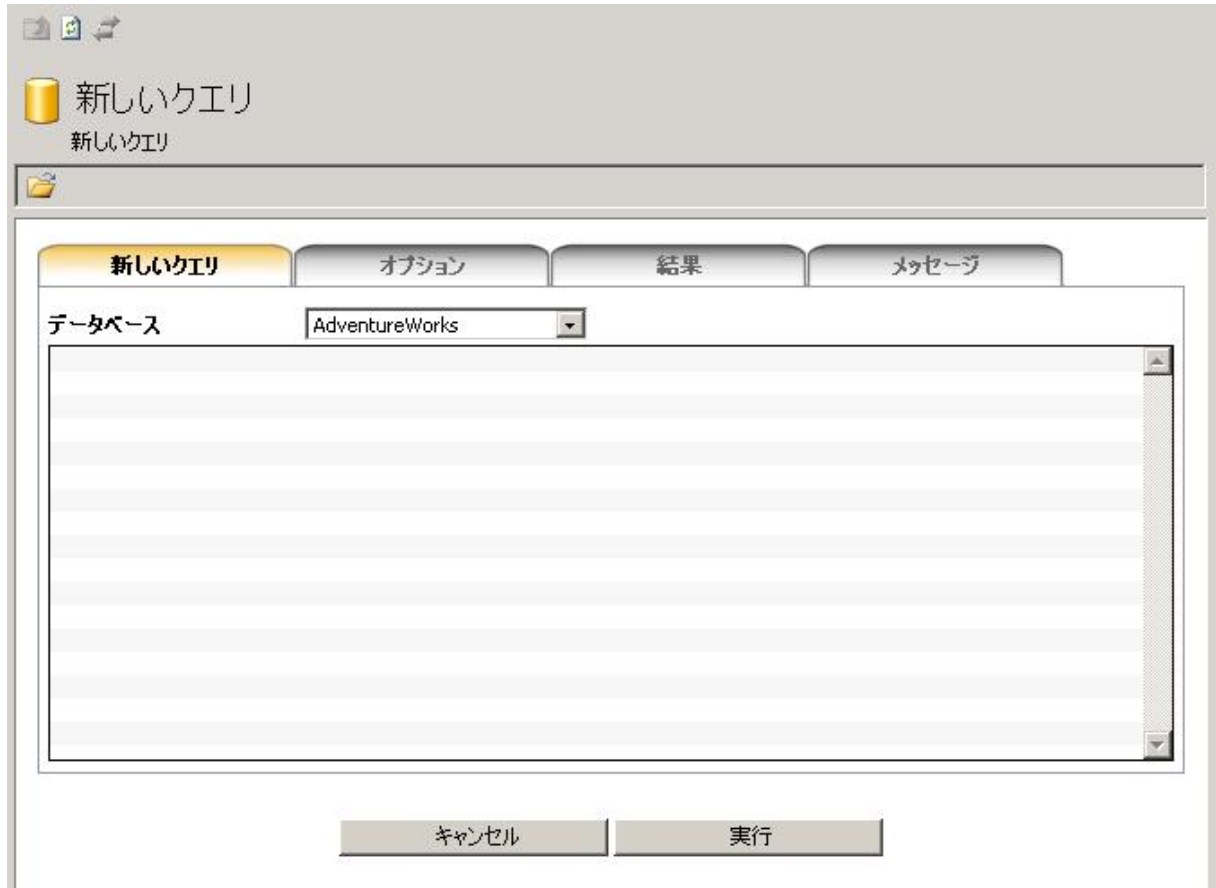 新しいクエリ
新しいクエリ
新しいクエリ オプション 結果 メッセージ
データベース AdventureWorks
キャンセル 実行